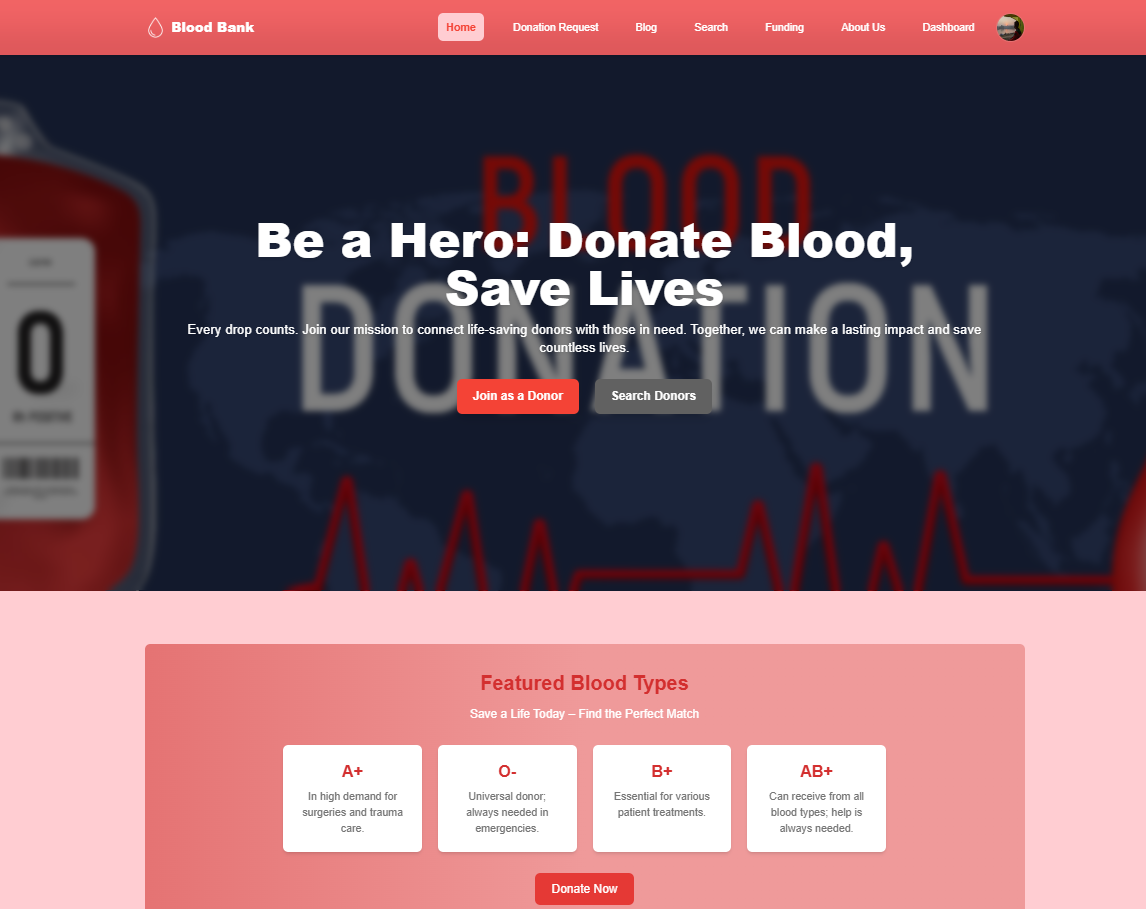 Blood Bank
Home
Donation Request
Blog
Search
Funding
About Us
Dashboard
BLOOD
DONATION
0
Be a Hero: Donate Blood,
Save Lives
Every drop counts. Join our mission to connect life-saving donors with those in need. Together, we can make a lasting impact and save
countless lives.
Join as a Donor
Search Donors
Featured Blood Types
Save a Life Today – Find the Perfect Match
A+
In high demand for
surgeries and trauma
care.
O-
Universal donor;
always needed in
emergencies.
B+
Essential for various
patient treatments.
AB+
Can receive from all
blood types; help is
always needed.
Donate Now